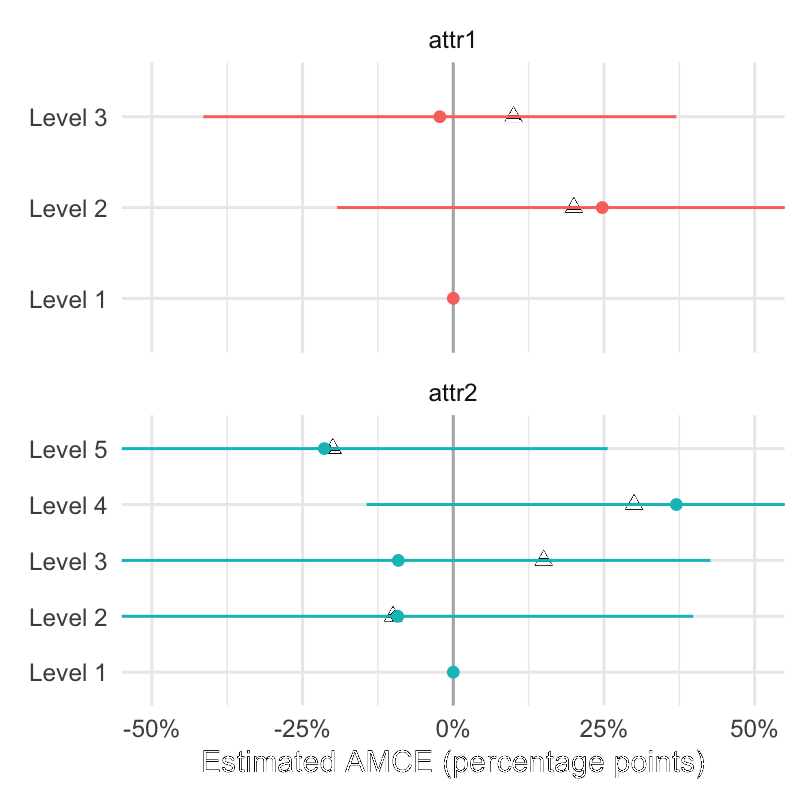 attr1
Level 3
Level 2
Level 1
attr2
Level 5
Level 4
Level 3
Level 2
Level 1
-50% -25% 0% 25% 50%
Estimated AMCE (percentage points)